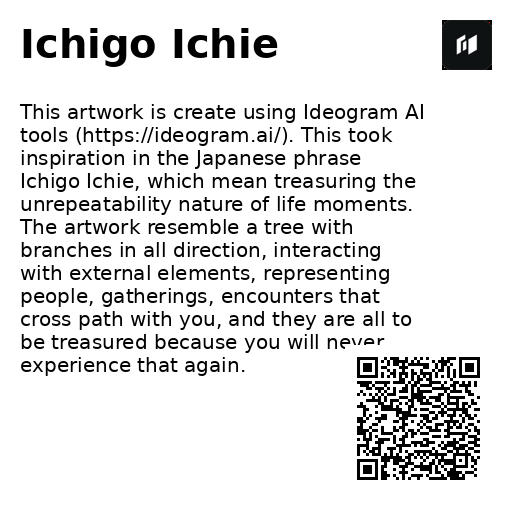 Ichigo Ichie
This artwork is create using Ideogram AI
tools (https://ideogram.ai/). This took
inspiration in the Japanese phrase
Ichigo Ichie, which mean treasuring the
unrepeatability nature of life moments.
The artwork resemble a tree with
branches in all direction, interacting
with external elements, representing
people, gatherings, encounters that
cross path with you, and they are all to
be treasured because you will never
experience that again.